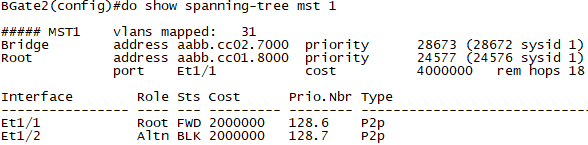 BGate2(config)#do show spanning-tree mst 1
##### MST1 vlans mapped: 31
Bridge address aabb.cc02.7000 priority 28673 (28672 sysid 1)
Root address aabb.cc01.8000 priority 24577 (24576 sysid 1)
port Et1/1 cost 4000000 rem hops 18
Interface Role Sts Cost Prio.Nbr Type
---------------- ---- --- --------- -------- --------------------------------
Et1/1 Root FWD 2000000 128.6 P2p
Et1/2 Altn BLK 2000000 128.7 P2p